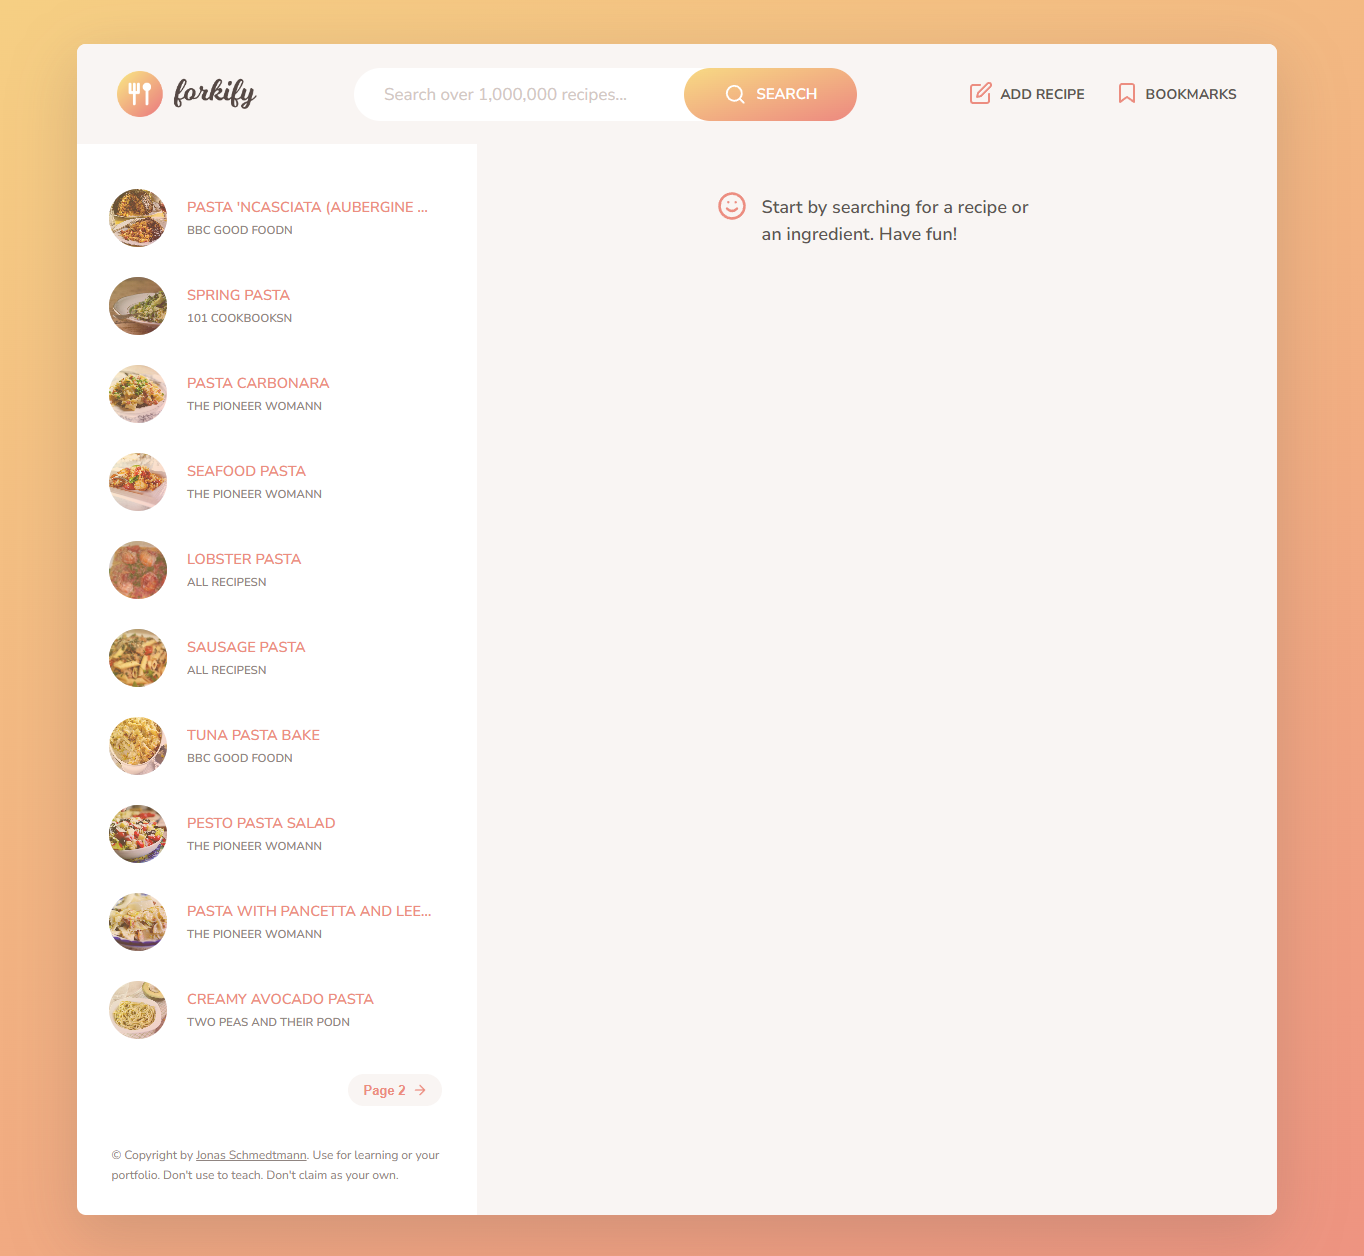 forkify
Search over 1,000,000 recipes...
SEARCH
ADD RECIPE
BOOKMARKS
PASTA 'NCASCIATA (AUBERGINE ...
BBC GOOD FOODN
SPRING PASTA
101 COOKBOOKSN
PASTA CARBONARA
THE PIONEER WOMANN
SEAFOOD PASTA
THE PIONEER WOMANN
LOBSTER PASTA
ALL RECIPESN
SAUSAGE PASTA
ALL RECIPESN
TUNA PASTA BAKE
BBC GOOD FOODN
PESTO PASTA SALAD
THE PIONEER WOMANN
PASTA WITH PANCETTA AND LEE...
THE PIONEER WOMANN
CREAMY AVOCADO PASTA
TWO PEAS AND THEIR PODN
Page 2
© Copyright by Jonas Schmedtmann. Use for learning or your
portfolio. Don't use to teach. Don't claim as your own.
Start by searching for a recipe or
an ingredient. Have fun!